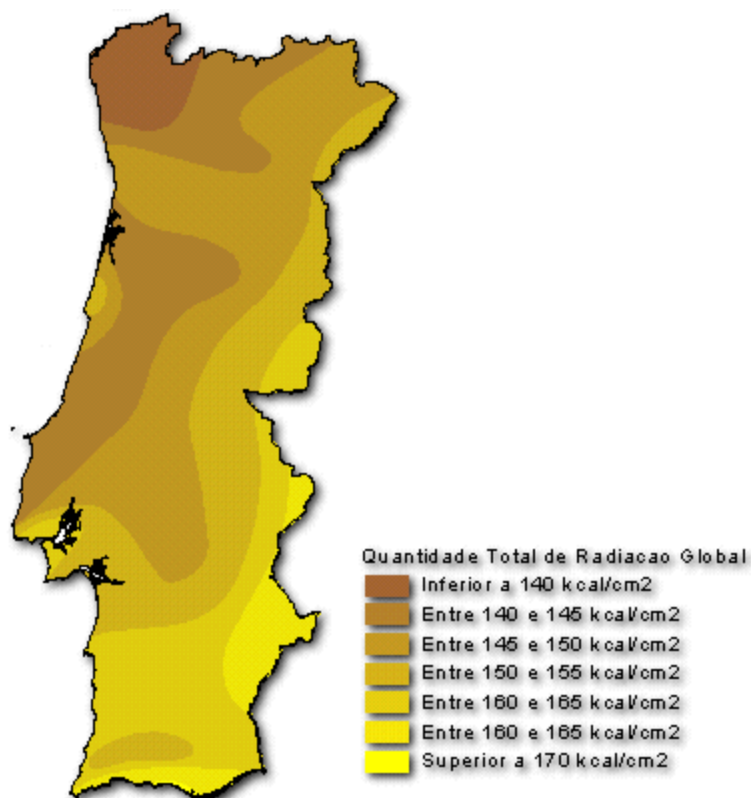 Quantidade Total de Radiacao Global
Inferior a 140 kcal/cm2
Entre 140 e 145 kcal/cm2
Entre 145 e 150 kcal/cm2
Entre 150 e 155 kcal/cm2
Entre 160 e 165 kcal/cm2
Entre 160 e 165 kcal/cm2
Superior a 170 kcal/cm2